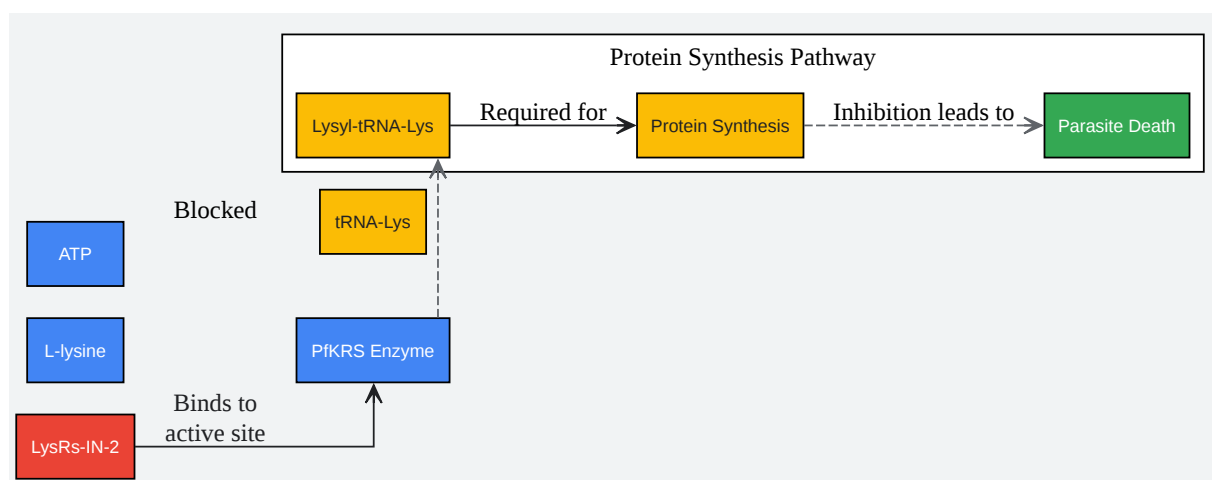 Protein Synthesis Pathway
Lysyl-tRNA-Lys
Required for
Protein Synthesis
Inhibition leads to
Parasite Death
Blocked
tRNA-Lys
ATP
L-lysine
PfKRS Enzyme
Binds to
active site
LysRs-IN-2